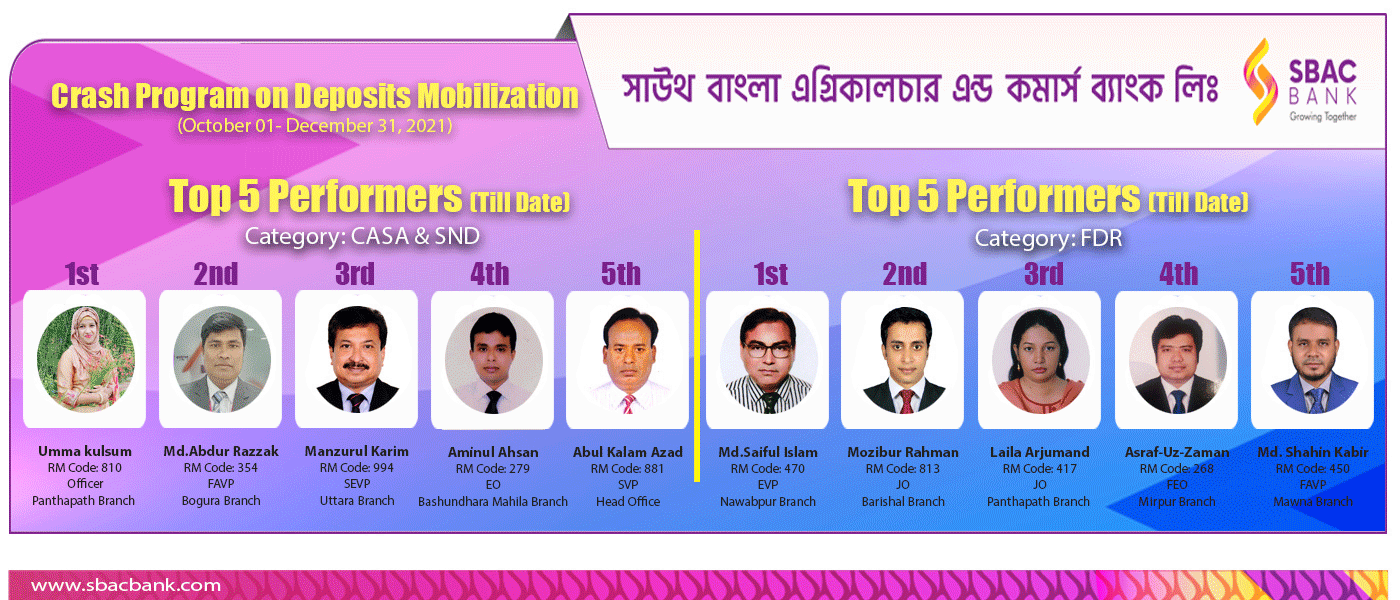 Crash Program on Deposits Mobilization
(October 01- December 31, 2021)
সাউথ বাংলা এগ্রিকালচার এন্ড কমার্স ব্যাংক লিঃ
SBAC
BANK
Growing Together
Top 5 Performers (Till Date)
Category: CASA & SND
1st 2nd 3rd 4th 5th
Umma kulsum Md.Abdur Razzak Manzurul Karim Aminul Ahsan Abul Kalam Azad
RM Code: 810 RM Code: 354 RM Code: 994 RM Code: 279 RM Code: 881
Officer FAVP SEVP EO SVP
Panthapath Branch Bogura Branch Uttara Branch Bashundhara Mahila Branch Head Office
Top 5 Performers (Till Date)
Category: FDR
1st 2nd 3rd 4th 5th
Md.Saiful Islam Mozibur Rahman Laila Arjumand Asraf-Uz-Zaman Md. Shahin Kabir
RM Code: 470 RM Code: 813 RM Code: 417 RM Code: 268 RM Code: 450
EVP JO JO FEO FAVP
Nawabpur Branch Barishal Branch Panthapath Branch Mirpur Branch Mawna Branch
www.sbacbank.com